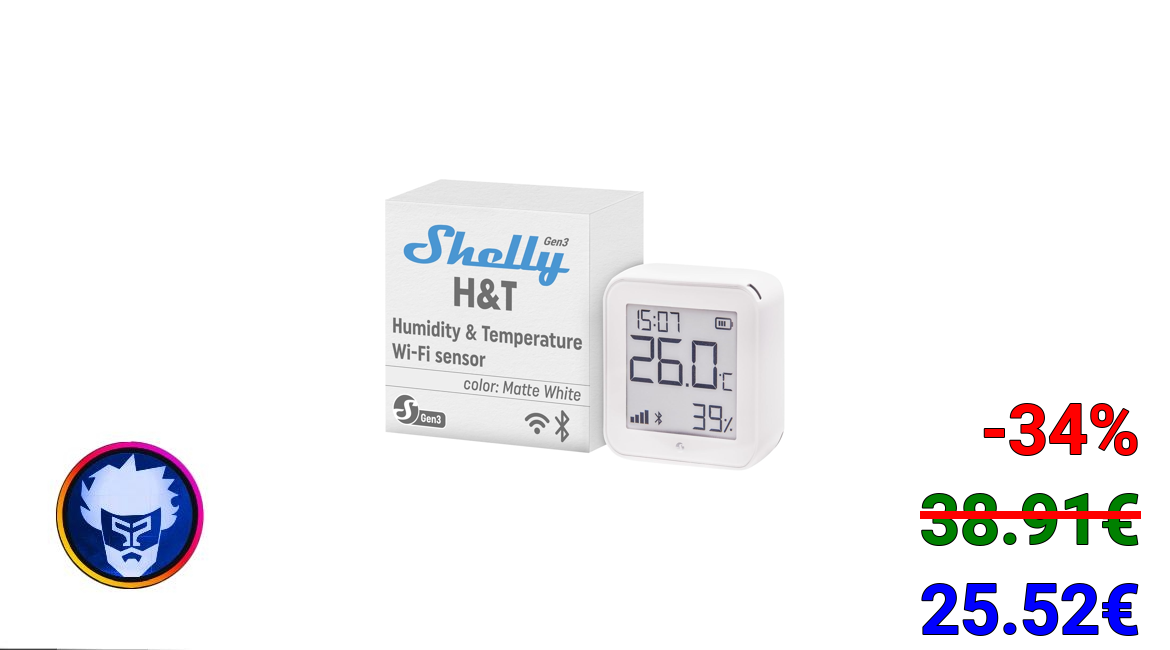 Shelly Gen3
H&T
Humidity & Temperature
Wi-Fi sensor
color: Matte White
Gen3
15:07
26.0°C
39%
-34%
38.91€
25.52€